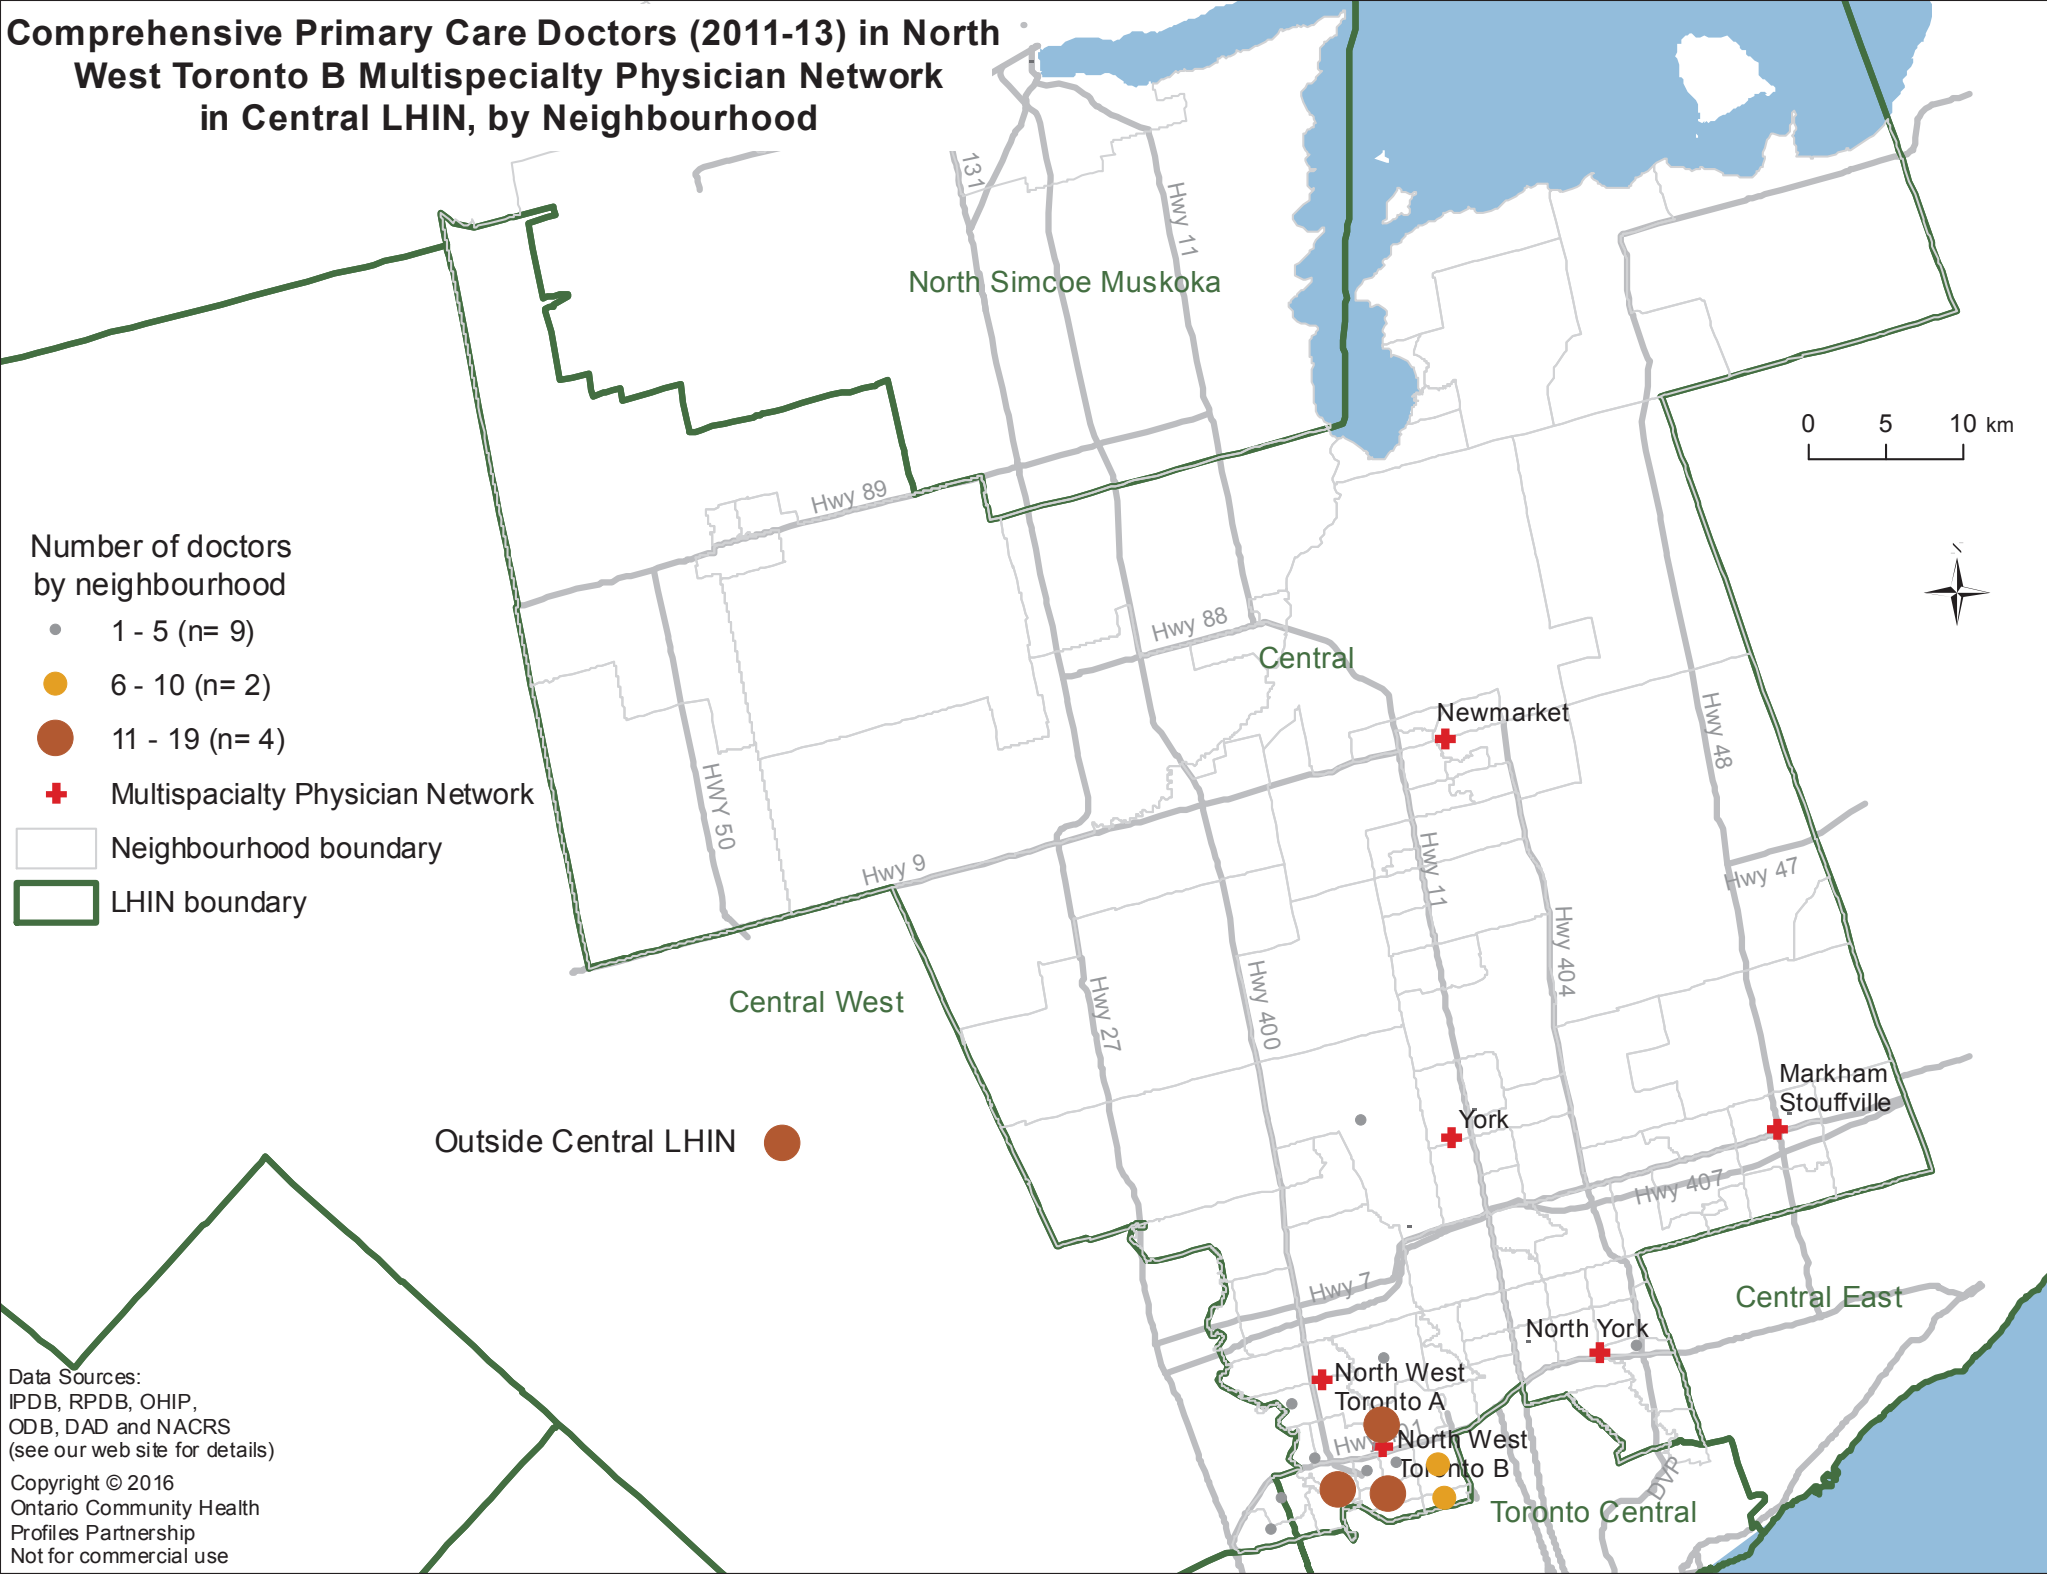 Comprehensive Primary Care Doctors (2011-13) in North
West Toronto B Multispecialty Physician Network
in Central LHIN, by Neighbourhood
131
Hwy 11
North Simcoe Muskoka
0 5 10 km
Hwy 89
N
Number of doctors
by neighbourhood
1 - 5 (n= 9)
6 - 10 (n= 2)
11 - 19 (n= 4)
Multispacialty Physician Network
Neighbourhood boundary
LHIN boundary
Hwy 88
Central
Newmarket
Hwy 48
HWY 50
Hwy 9
Hwy 11
Hwy 47
Hwy 404
Hwy 400
Hwy 27
Central West
Markham
Stouffville
York
Outside Central LHIN
Hwy 407
Hwy 7
Central East
North York
North West
Toronto A
North West
Toronto B
DVP
Toronto Central
Data Sources:
IPDB, RPDB, OHIP,
ODB, DAD and NACRS
(see our web site for details)
Copyright © 2016
Ontario Community Health
Profiles Partnership
Not for commercial use